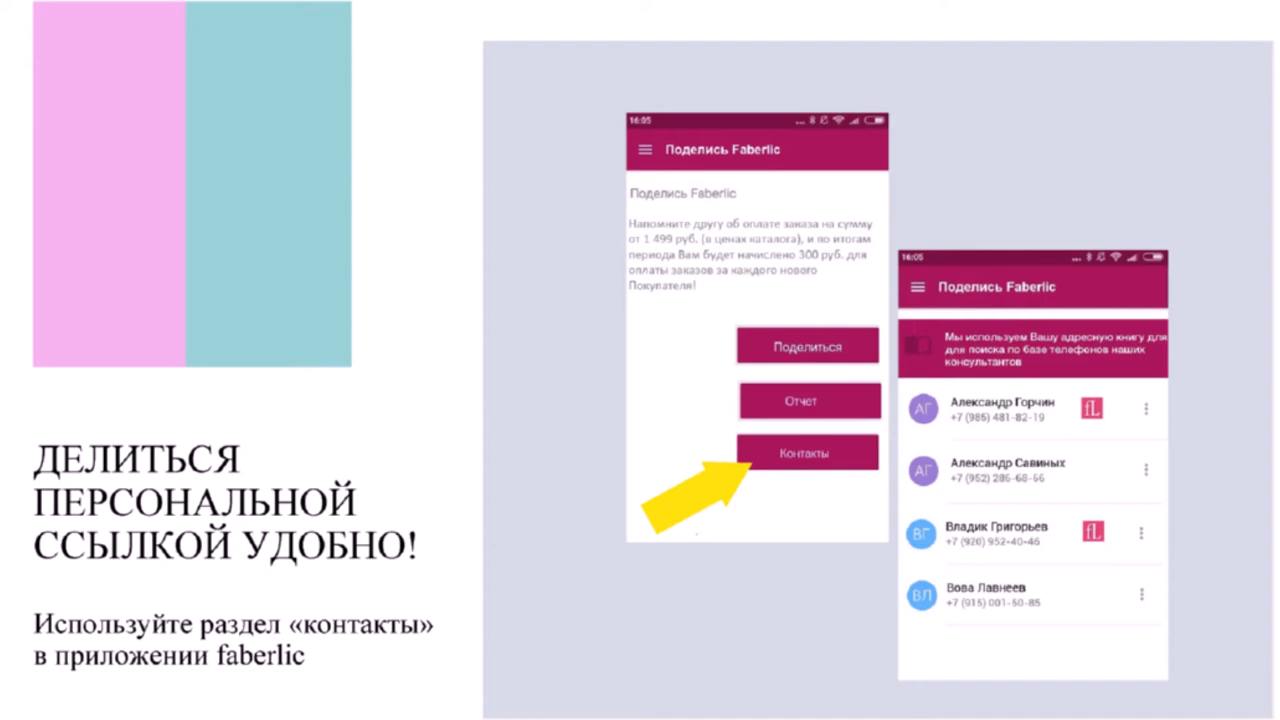 ДЕЛИТЬСЯ
ПЕРСОНАЛЬНОЙ
ССЫЛКОЙ УДОБНО!
Используйте раздел «контакты»
в приложении faberlic
16:05
Поделись Faberlic
Поделись Faberlic
Напомните другу об оплате заказа на сумму
от 1 499 руб. (в ценах каталога), и по итогам
периода Вам будет начислено 300 руб. для
оплаты заказов за каждого нового
Покупателя!
Поделиться
Отчет
Контакты
16:05
Поделись Faberlic
Мы используем Вашу адресную книгу для
для поиска по базе телефонов наших
консультантов
АГ
Александр Горчин
+7 (985) 481-82-19
fL
АГ
Александр Савиных
+7 (952) 286-68-66
ВГ
Владик Григорьев
+7 (920) 952-40-46
fL
ВЛ
Вова Лавнеев
+7 (915) 001-50-85